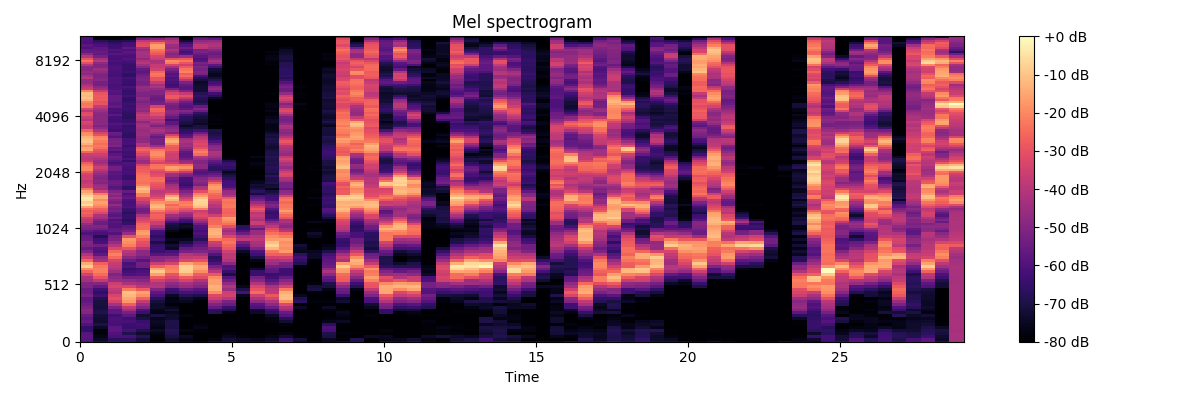 Mel spectrogram
Hz
8192
4096
2048
1024
512
0
0 5 10 15 20 25
Time
+0 dB
-10 dB
-20 dB
-30 dB
-40 dB
-50 dB
-60 dB
-70 dB
-80 dB